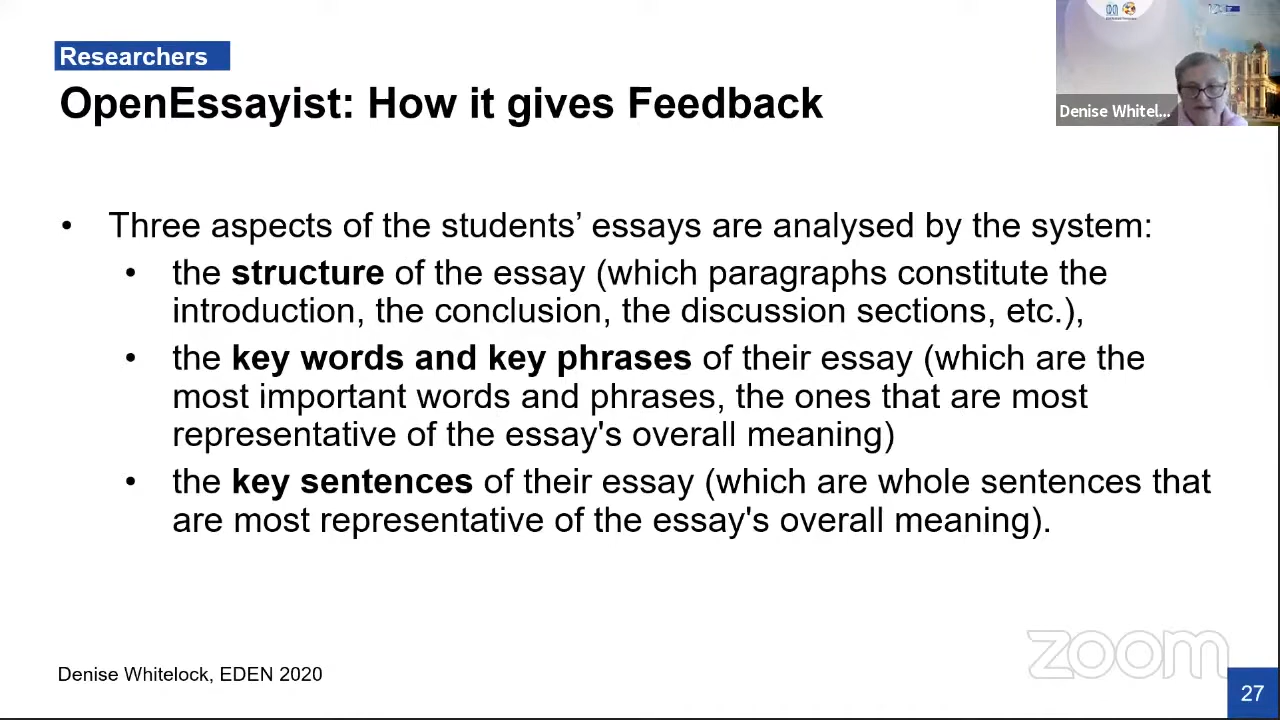 Researchers
OpenEssayist: How it gives Feedback
Denise Whitel...
• Three aspects of the students’ essays are analysed by the system:
• the structure of the essay (which paragraphs constitute the
introduction, the conclusion, the discussion sections, etc.),
• the key words and key phrases of their essay (which are the
most important words and phrases, the ones that are most
representative of the essay's overall meaning)
• the key sentences of their essay (which are whole sentences that
are most representative of the essay's overall meaning).
zoom
Denise Whitelock, EDEN 2020
27